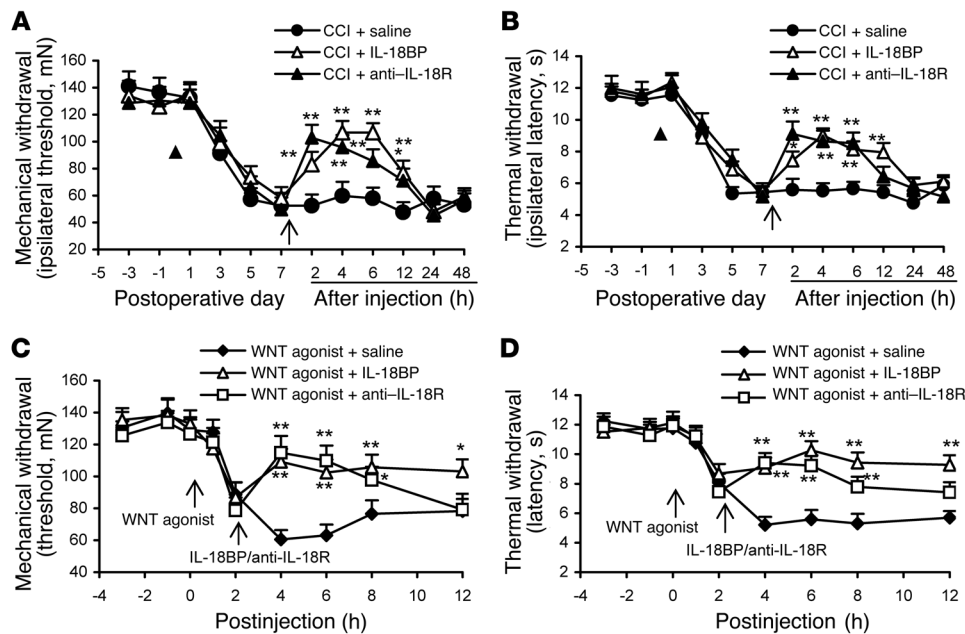 A
CCI + saline
CCI + IL-18BP
CCI + anti–IL-18R
Mechanical withdrawal
(ipsilateral threshold, mN)
160
140
120
100
80
60
40
20
** ** **
** ** ** ** *
-5 -3 -1 1 3 5 7 2 4 6 12 24 48
Postoperative day After injection (h)
B
CCI + saline
CCI + IL-18BP
CCI + anti–IL-18R
Thermal withdrawal
(ipsilateral latency, s)
14
12
10
8
6
4
2
** ** ** **
* ** **
-5 -3 -1 1 3 5 7 2 4 6 12 24 48
Postoperative day After injection (h)
C
WNT agonist + saline
WNT agonist + IL-18BP
WNT agonist + anti–IL-18R
Mechanical withdrawal
(threshold, mN)
160
140
120
100
80
60
40
** ** ** *
** ** *
WNT agonist
IL-18BP/anti-IL-18R
-4 -2 0 2 4 6 8 10 12
Postinjection (h)
D
WNT agonist + saline
WNT agonist + IL-18BP
WNT agonist + anti–IL-18R
Thermal withdrawal
(latency, s)
14
12
10
8
6
4
2
** ** ** **
** ** **
WNT agonist
IL-18BP/anti-IL-18R
-4 -2 0 2 4 6 8 10 12
Postinjection (h)